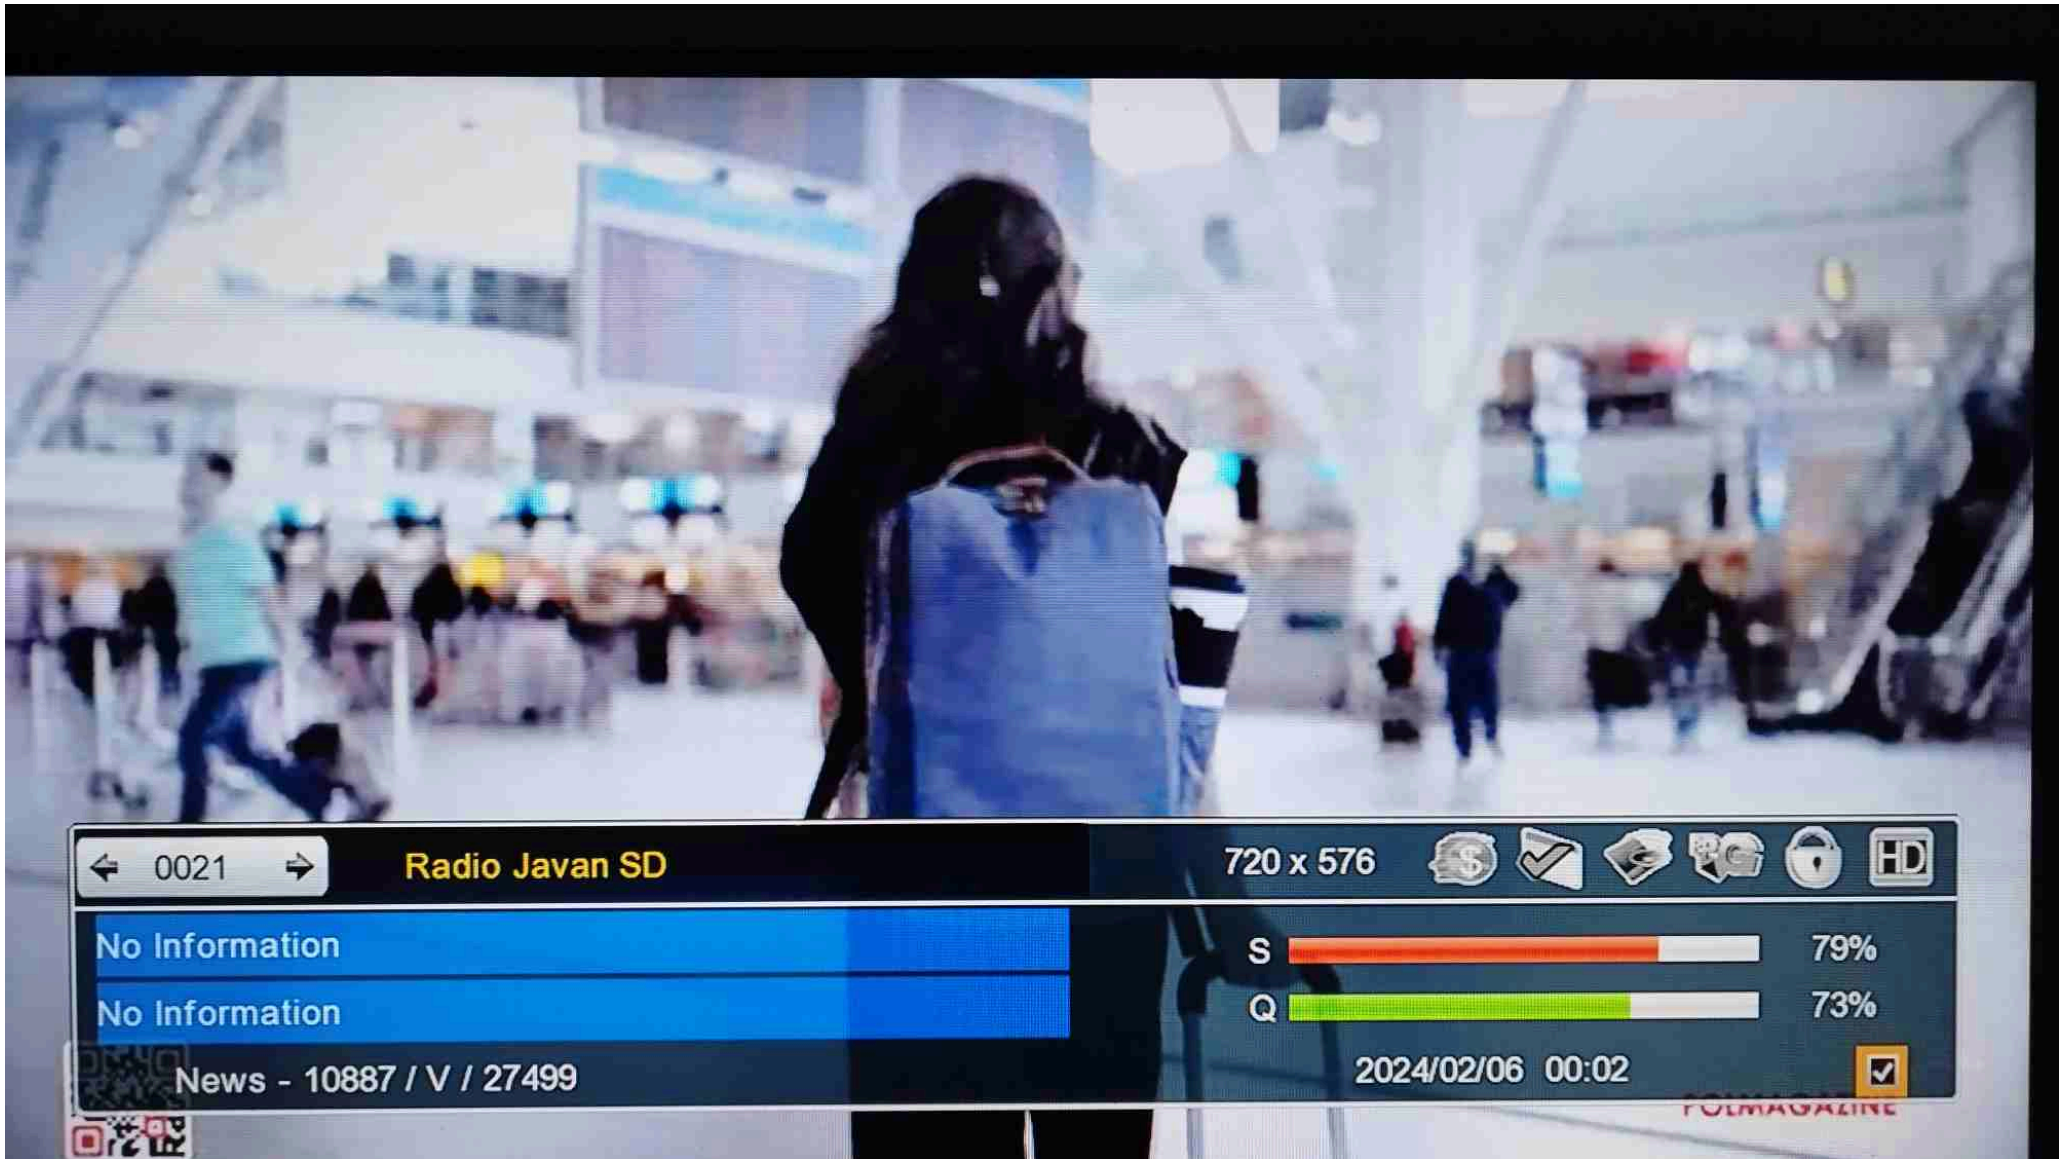 0021
Radio Javan SD
720 x 576
HD
No Information
S 79%
No Information
Q 73%
News - 10887 / V / 27499
2024/02/06 00:02
FOLMAGAZINE